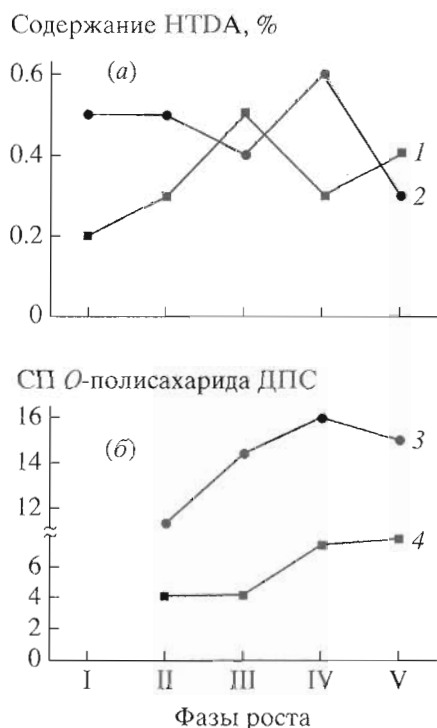 Содержание HTDA, %
0.6
(а)
0.4
1
0.2
2
0
СП О-полисахарида ДПС
16
(б)
3
14
12
4
≈
6
4
2
0
I II III IV V
Фазы роста